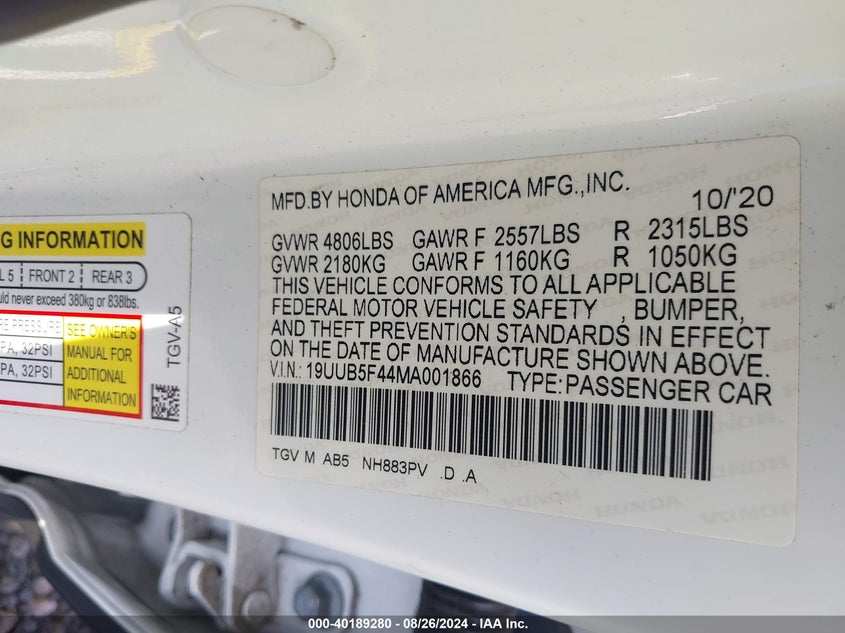 G INFORMATION
L 5 FRONT 2 REAR 3
uld never exceed 380kg or 838lbs.
RE PRESSURE
PA, 32PSI
PA, 32PSI
SEE OWNER'S
MANUAL FOR
ADDITIONAL
INFORMATION
TGV-A5
MFD.BY HONDA OF AMERICA MFG.,INC. 10/'20
GVWR 4806LBS GAWR F 2557LBS R 2315LBS
GVWR 2180KG GAWR F 1160KG R 1050KG
THIS VEHICLE CONFORMS TO ALL APPLICABLE
FEDERAL MOTOR VEHICLE SAFETY , BUMPER,
AND THEFT PREVENTION STANDARDS IN EFFECT
ON THE DATE OF MANUFACTURE SHOWN ABOVE.
V.I.N.: 19UUB5F44MA001866 TYPE:PASSENGER CAR
TGV M AB5 NH883PV .D .A
HONDA
000-40189280 - 08/26/2024 - IAA Inc.